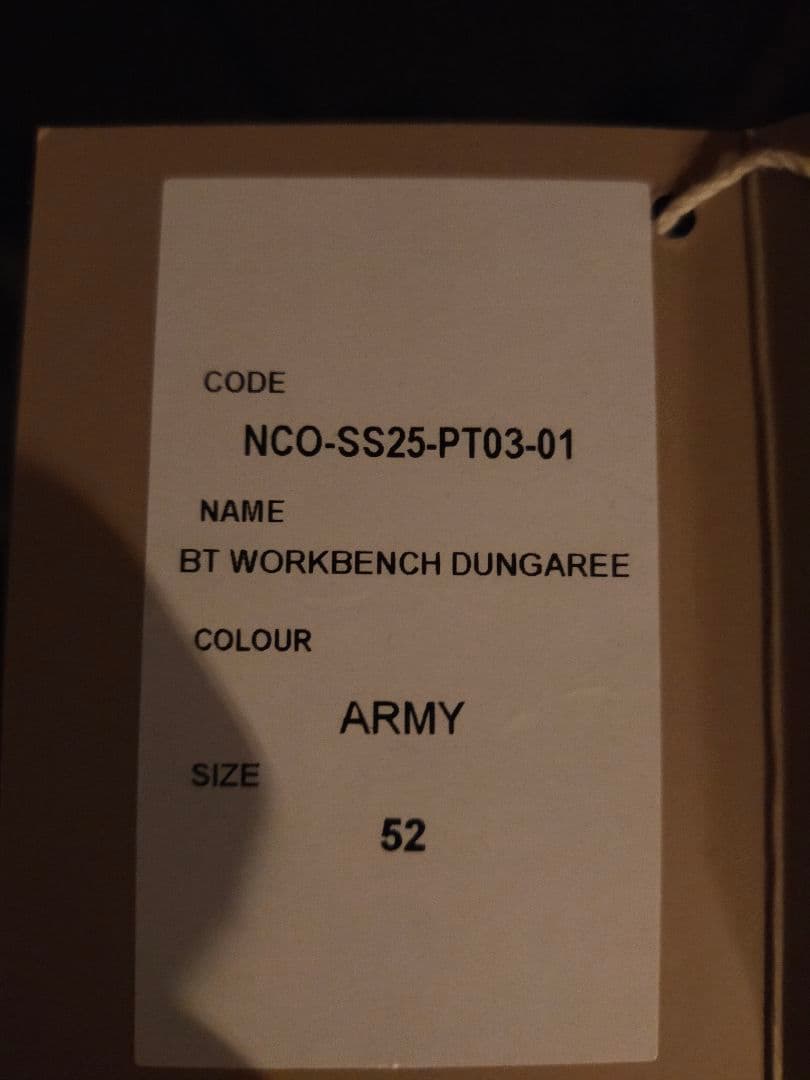 CODE
NCO-SS25-PT03-01
NAME
BT WORKBENCH DUNGAREE
COLOUR
ARMY
SIZE
52